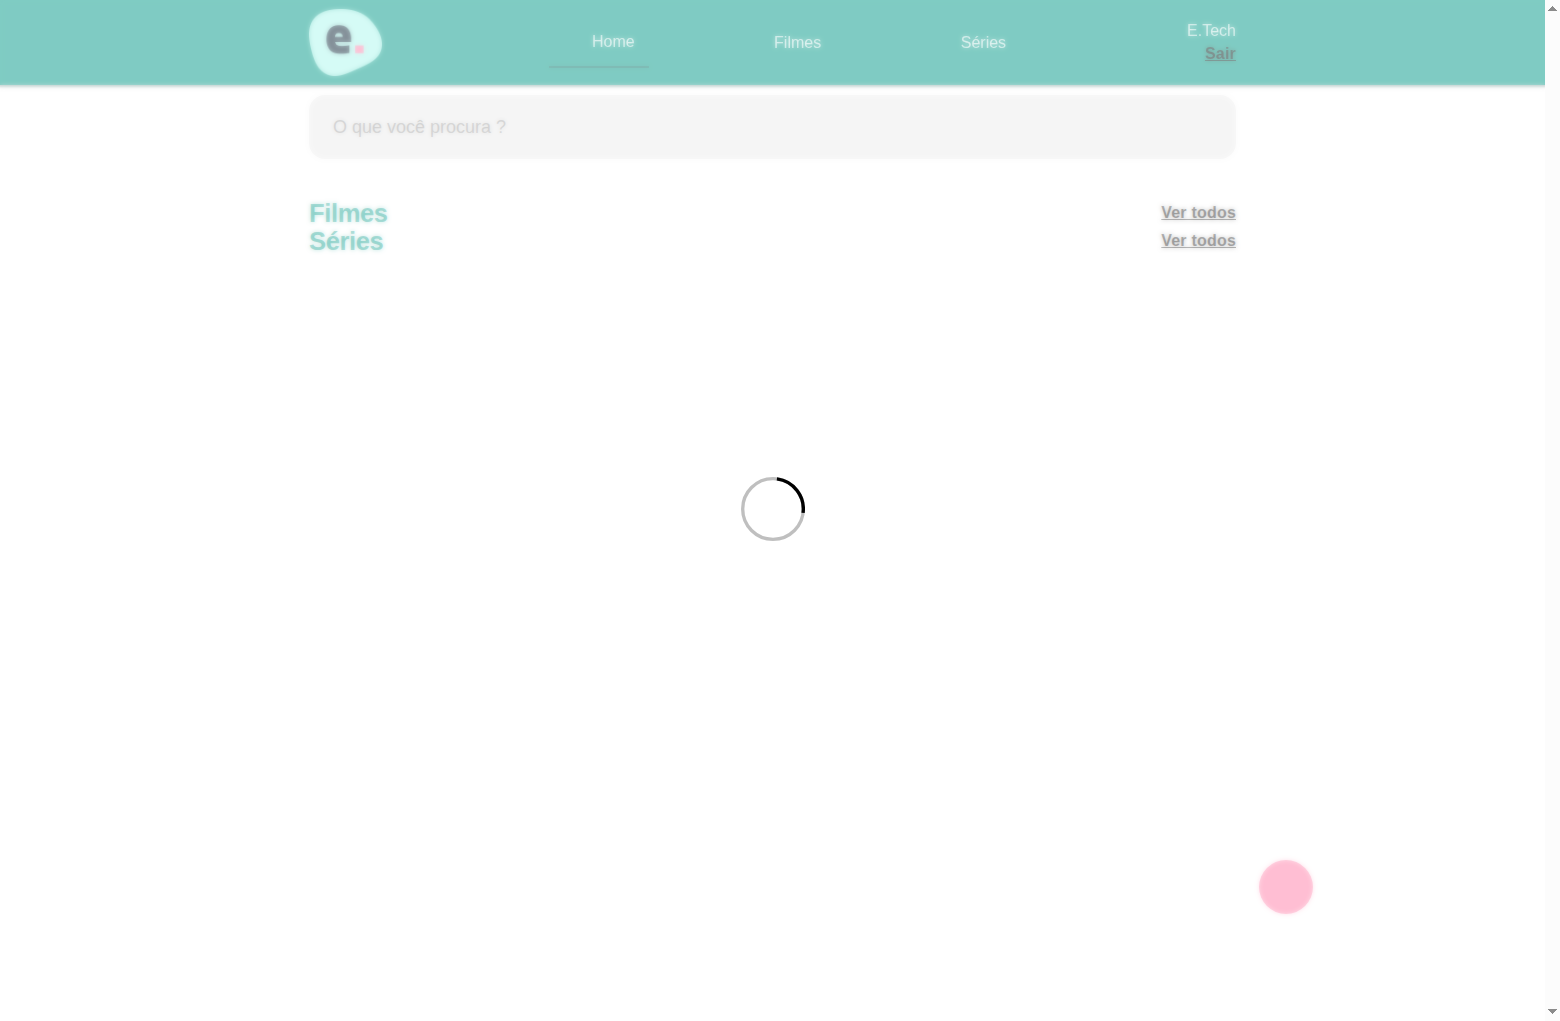 e.
Home
Filmes
Séries
E.Tech
Sair
O que você procura ?
Filmes
Ver todos
Séries
Ver todos